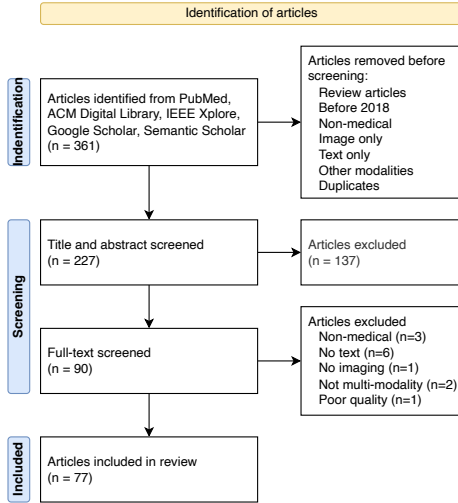 Identification of articles
Indentification
Articles identified from PubMed,
ACM Digital Library, IEEE Xplore,
Google Scholar, Semantic Scholar
(n = 361)
Articles removed before
screening:
Review articles
Before 2018
Non-medical
Image only
Text only
Other modalities
Duplicates
Screening
Title and abstract screened
(n = 227)
Articles excluded
(n = 137)
Full-text screened
(n = 90)
Articles excluded
Non-medical (n=3)
No text (n=6)
No imaging (n=1)
Not multi-modality (n=2)
Poor quality (n=1)
Included
Articles included in review
(n = 77)